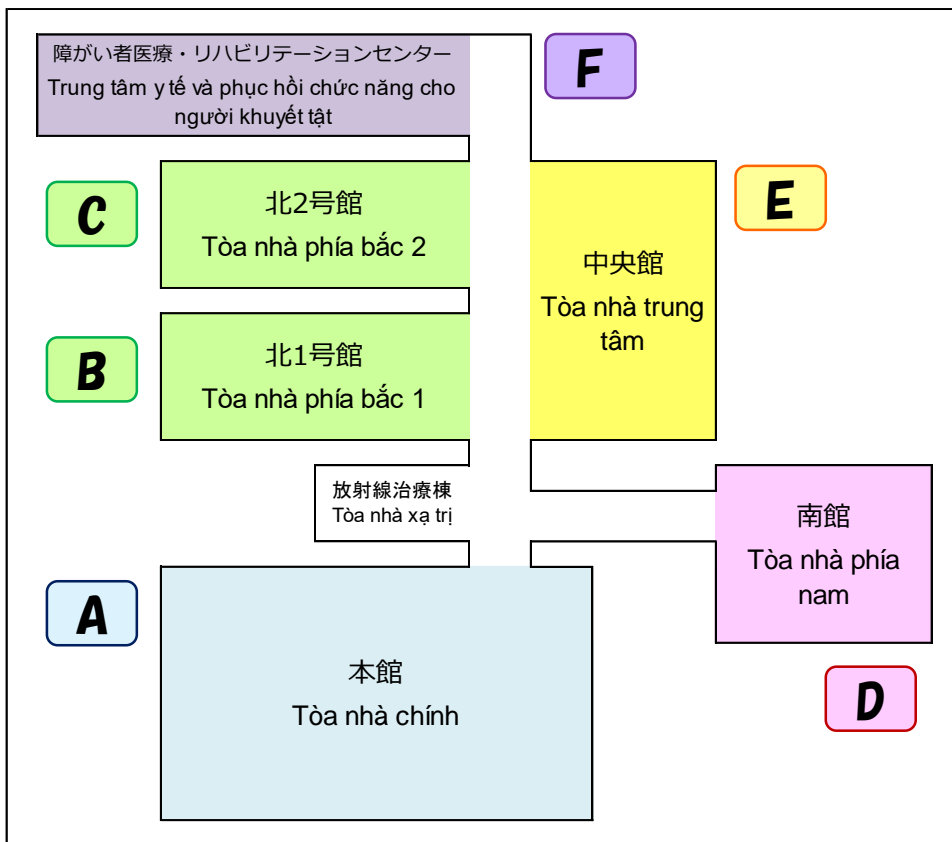 障がい者医療・リハビリテーションセンター
Trung tâm y tế và phục hồi chức năng cho
người khuyết tật
F
C
北2号館
Tòa nhà phía bắc 2
E
中央館
Tòa nhà trung
tâm
B
北1号館
Tòa nhà phía bắc 1
放射線治療棟
Tòa nhà xạ trị
南館
Tòa nhà phía
nam
A
本館
Tòa nhà chính
D